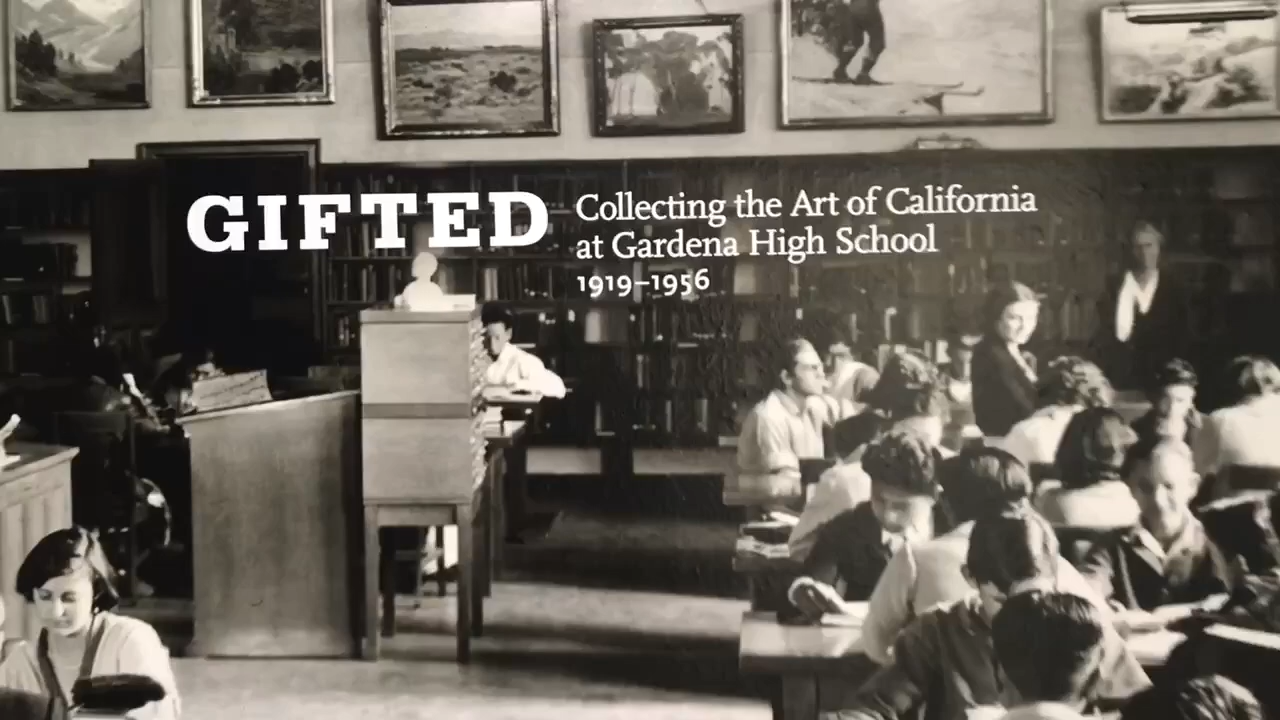 GIFTED
Collecting the Art of California
at Gardena High School
1919–1956